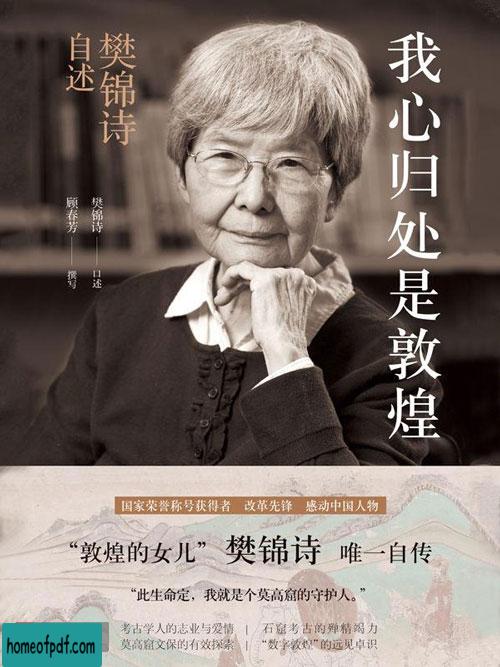 我心归处是敦煌
樊锦诗
自述
樊锦诗——口述
顾春芳——撰写
国家荣誉称号获得者 改革先锋 感动中国人物
“敦煌的女儿” 樊锦诗 唯一自传
“此生命定，我就是个莫高窟的守护人。”
考古学人的志业与爱情
莫高窟文保的有效探索
石窟考古的殚精竭力
“数字敦煌”的远见卓识
homeofpdf.com